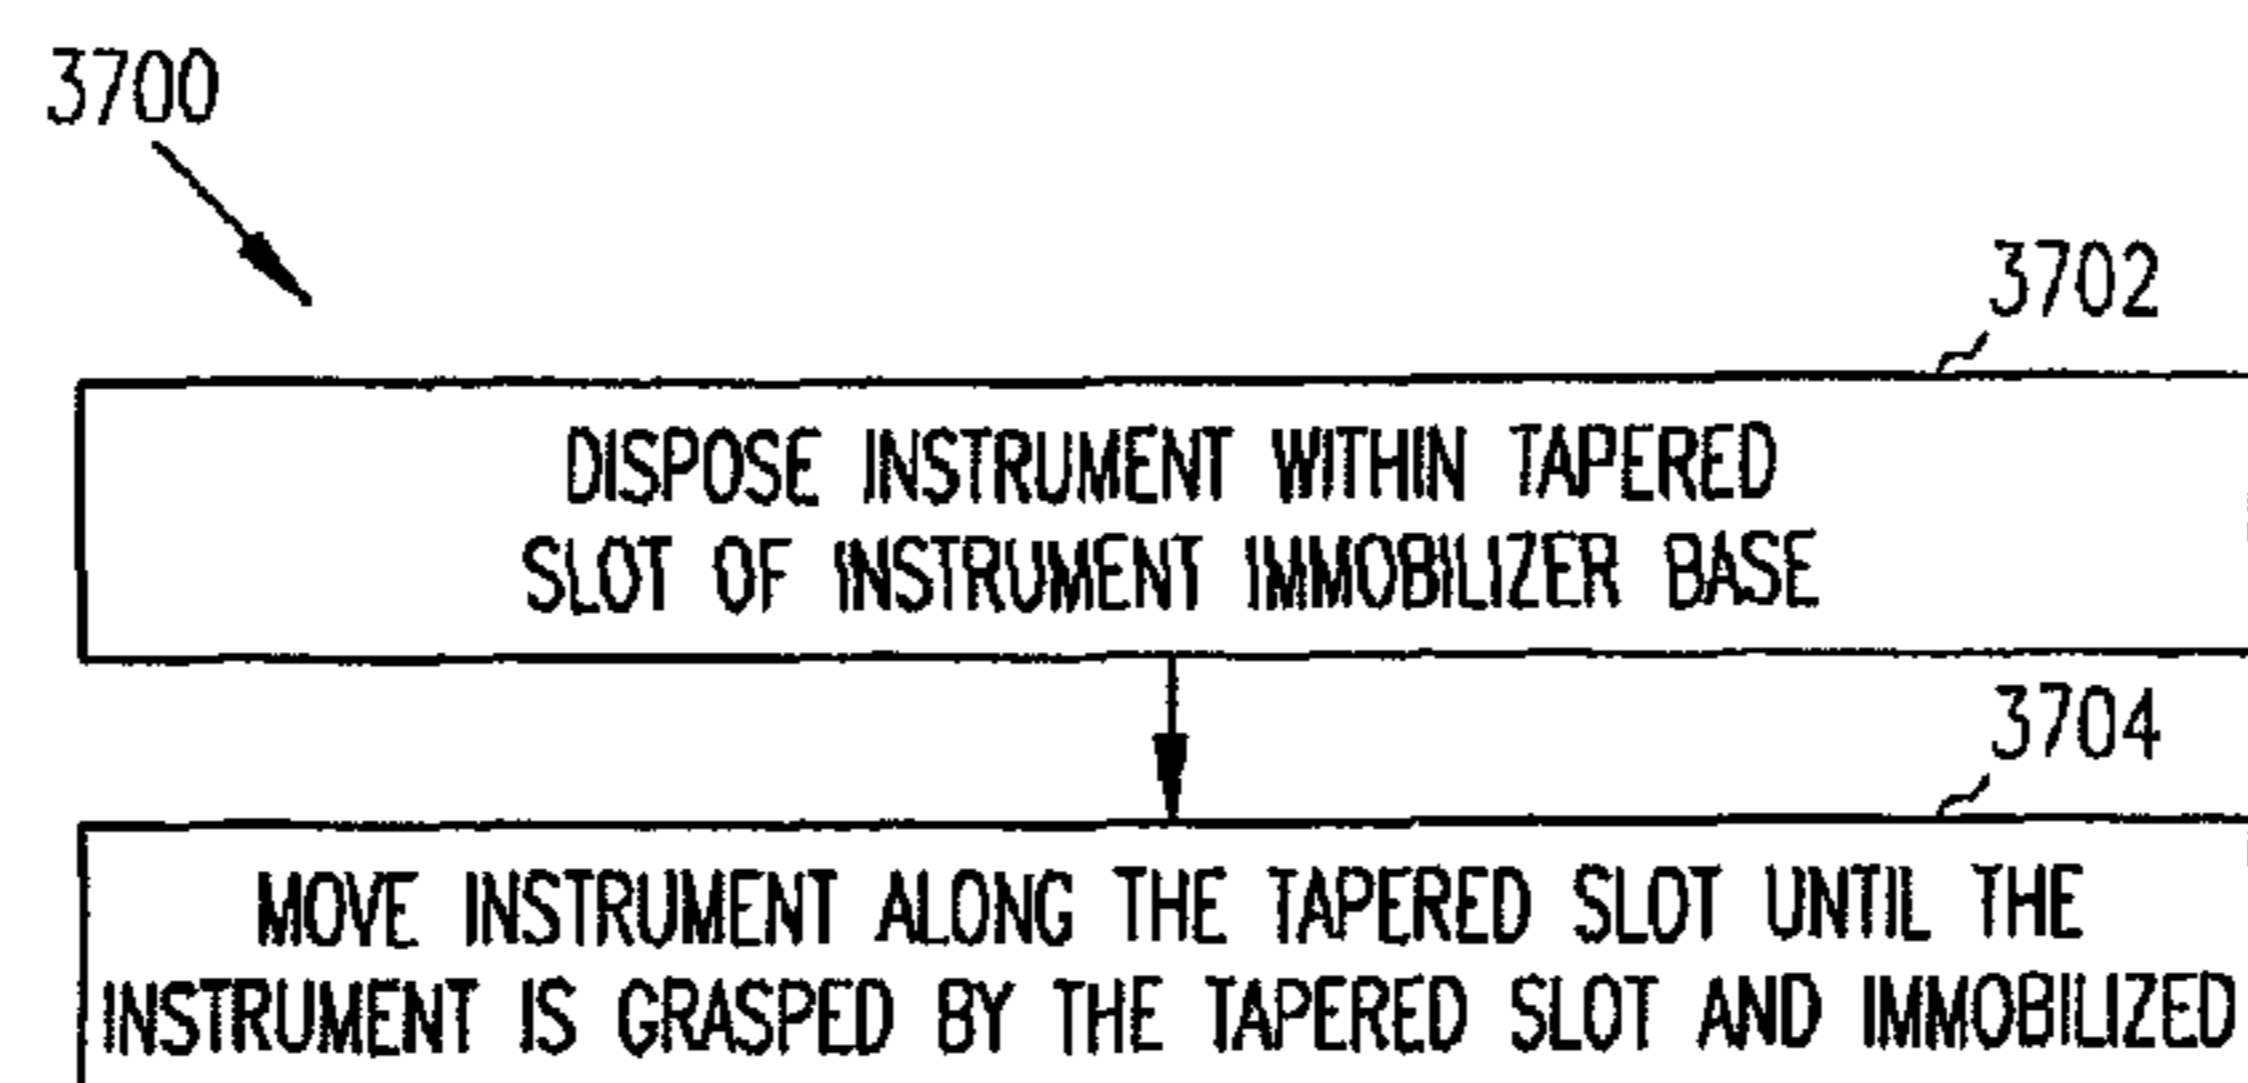 3700
3702
DISPOSE INSTRUMENT WITHIN TAPERED
SLOT OF INSTRUMENT IMMOBILIZER BASE
3704
MOVE INSTRUMENT ALONG THE TAPERED SLOT UNTIL THE
INSTRUMENT IS GRASPED BY THE TAPERED SLOT AND IMMOBILIZED